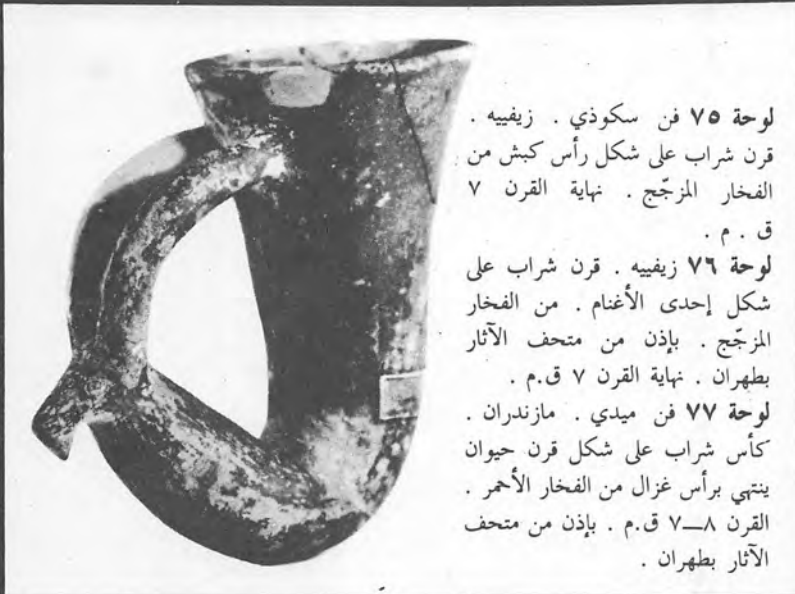 لوحة ٧٥ فن سكوذي . زيفييه .
قرن شراب على شكل رأس كبش من
الفخار المزجّج . نهاية القرن ٧
ق . م .
لوحة ٧٦ زيفييه . قرن شراب على
شكل إحدى الأغنام . من الفخار
المزجّج . بإذن من متحف الآثار
بطهران . نهاية القرن ٧ ق.م .
لوحة ٧٧ فن ميدي . مازندران .
كأس شراب على شكل قرن حيوان
ينتهي برأس غزال من الفخار الأحمر .
القرن ٨—٧ ق.م . بإذن من متحف
الآثار بطهران .